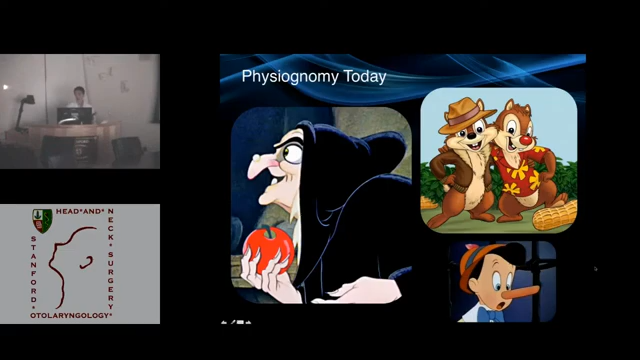 Physiognomy Today
HEAD*AND*
NECK*SURGERY
STANFORD*
OTOLARYNGOLOGY*